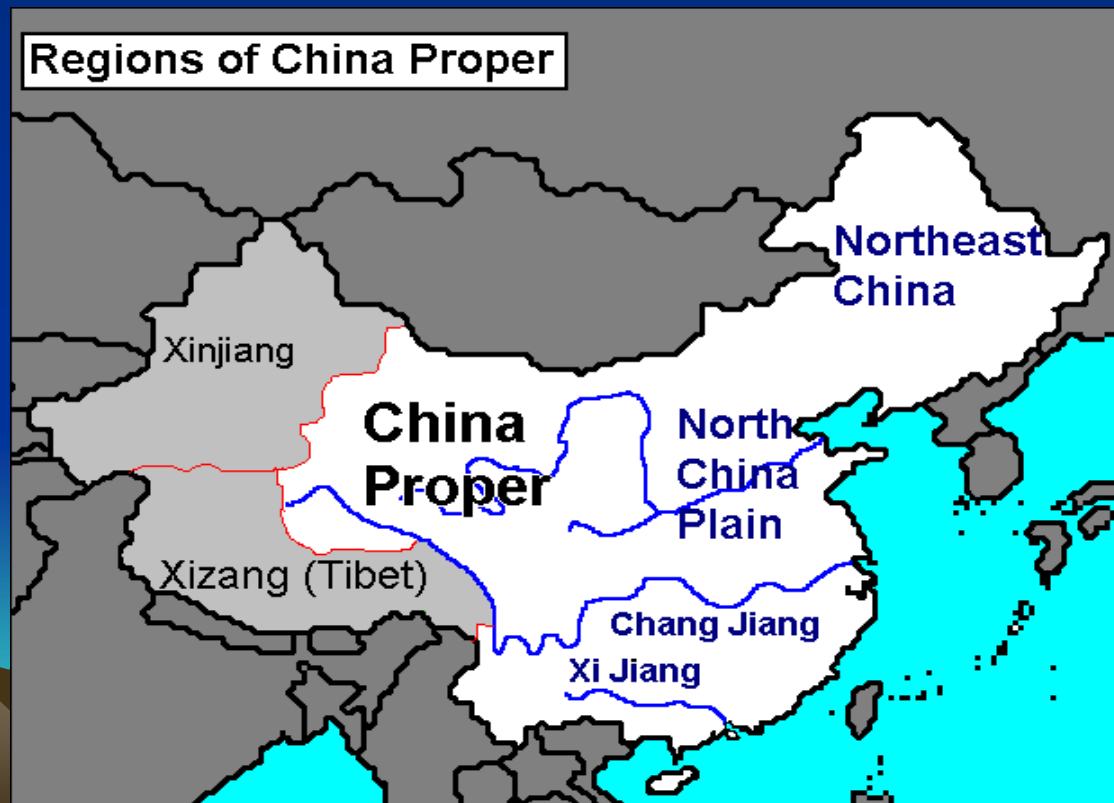 Regions of China Proper
Northeast
China
Xinjiang
China
Proper
North
China
Plain
Xizang (Tibet)
Chang Jiang
Xi Jiang